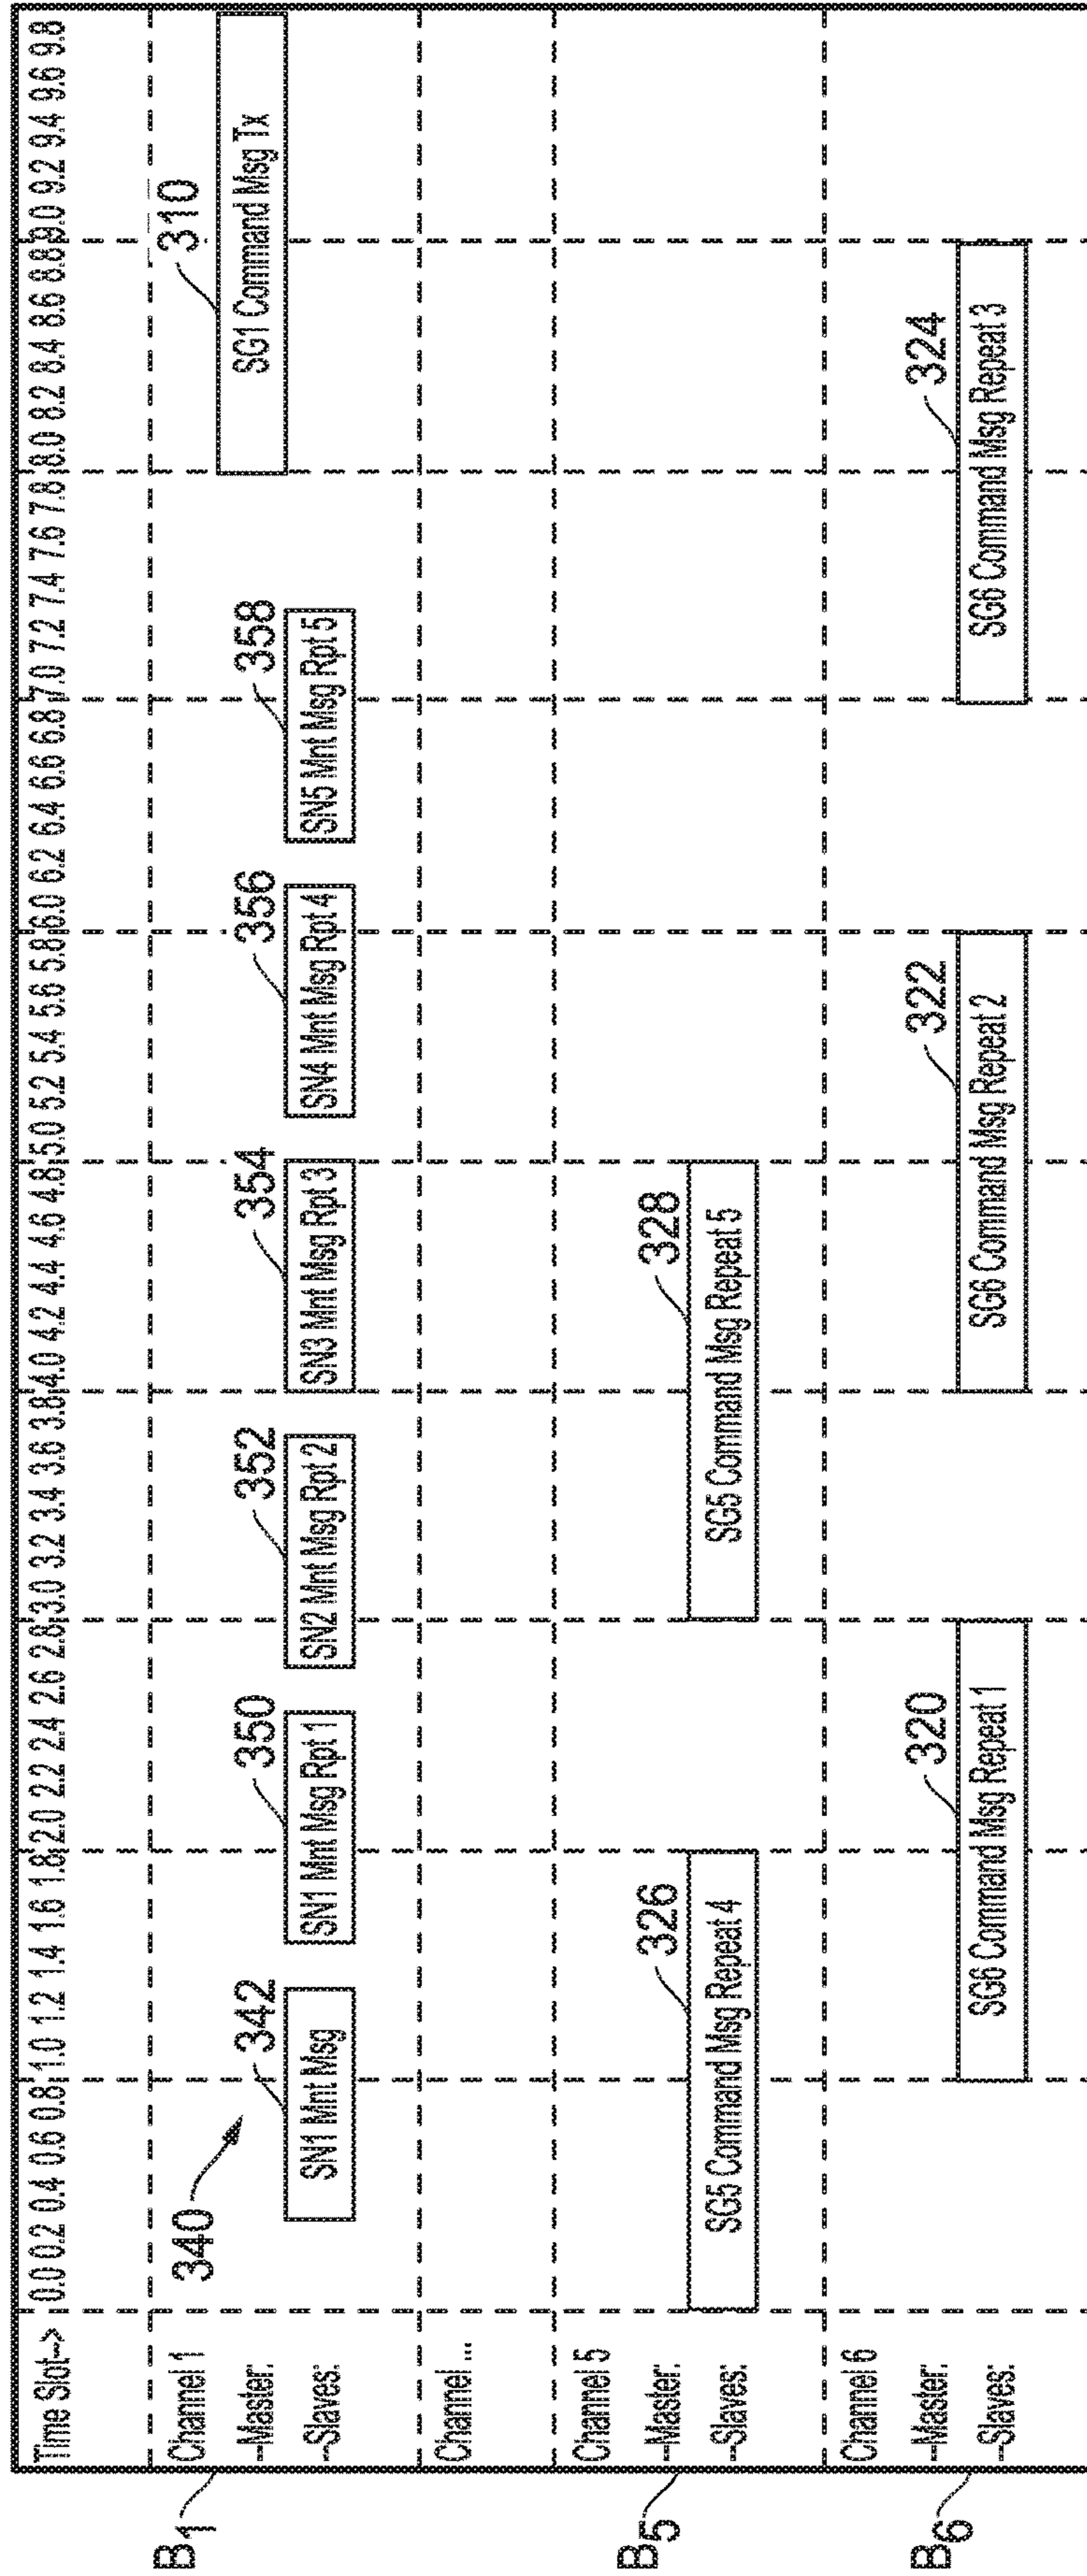 Time Slot--> 0.0 0.2 0.4 0.6 0.8 1.0 1.2 1.4 1.6 1.8 2.0 2.2 2.4 2.6 2.8 3.0 3.2 3.4 3.6 3.8 4.0 4.2 4.4 4.6 4.8 5.0 5.2 5.4 5.6 5.8 6.0 6.2 6.4 6.6 6.8 7.0 7.2 7.4 7.6 7.8 8.0 8.2 8.4 8.6 8.8 9.0 9.2 9.4 9.6 9.8
B1
Channel 1
340
310
--Master:
342 350 352 354 356 358
SG1 Command Msg Tx
--Slaves:
SN1 Mnt Msg
SN1 Mnt Msg Rpt 1
SN2 Mnt Msg Rpt 2
SN3 Mnt Msg Rpt 3
SN4 Mnt Msg Rpt 4
SN5 Mnt Msg Rpt 5
Channel ...
B5
Channel 5
--Master:
326 328
--Slaves:
SG5 Command Msg Repeat 4
SG5 Command Msg Repeat 5
B6
Channel 6
--Master:
320 322 324
--Slaves:
SG6 Command Msg Repeat 1
SG6 Command Msg Repeat 2
SG6 Command Msg Repeat 3